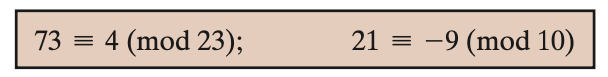 73 ≡ 4 (mod 23); 21 ≡ −9 (mod 10)